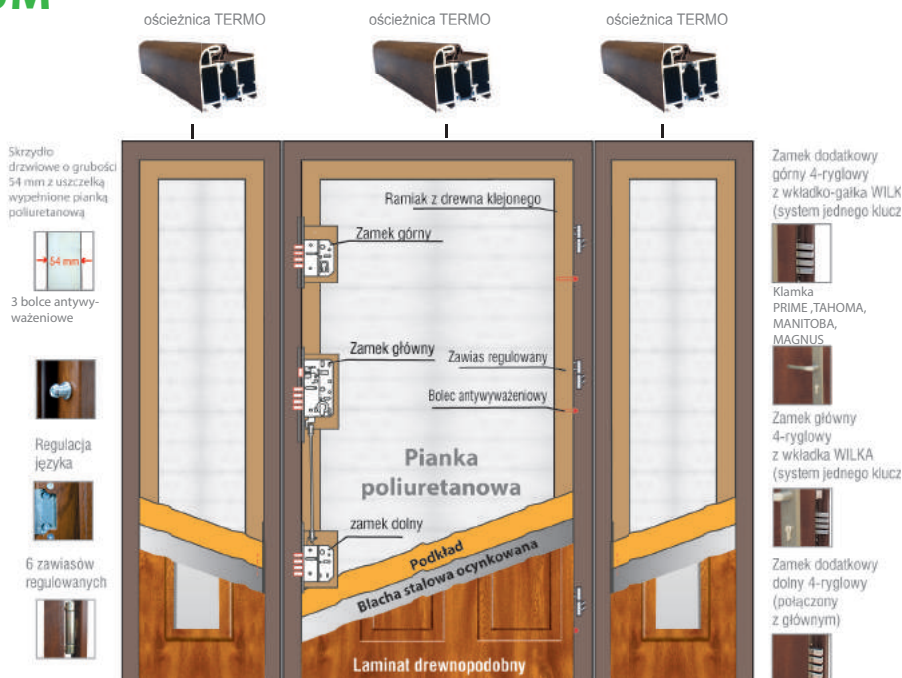 ościeżnica TERMO
ościeżnica TERMO
ościeżnica TERMO
Skrzydło
drzwiowe o grubości
54 mm z uszczelką
wypełnione pianką
poliuretanową
54 mm
3 bolce antywy-
ważeniowe
Regulacja
języka
6 zawiasów
regulowanych
Ramiak z drewna klejonego
Zamek górny
Zamek główny
Zawias regulowany
Bolec antywyważeniowy
Pianka
poliuretanowa
zamek dolny
Podkład
Blacha stalowa ocynkowana
Laminat drewnopodobny
Zamek dodatkowy
górny 4-ryglowy
z wkładko-gałka WILK
(system jednego klucz
Klamka
PRIME ,TAHOMA,
MANITOBA,
MAGNUS
Zamek główny
4-ryglowy
z wkładka WILKA
(system jednego klucz
Zamek dodatkowy
dolny 4-ryglowy
(połączony
z głównym)